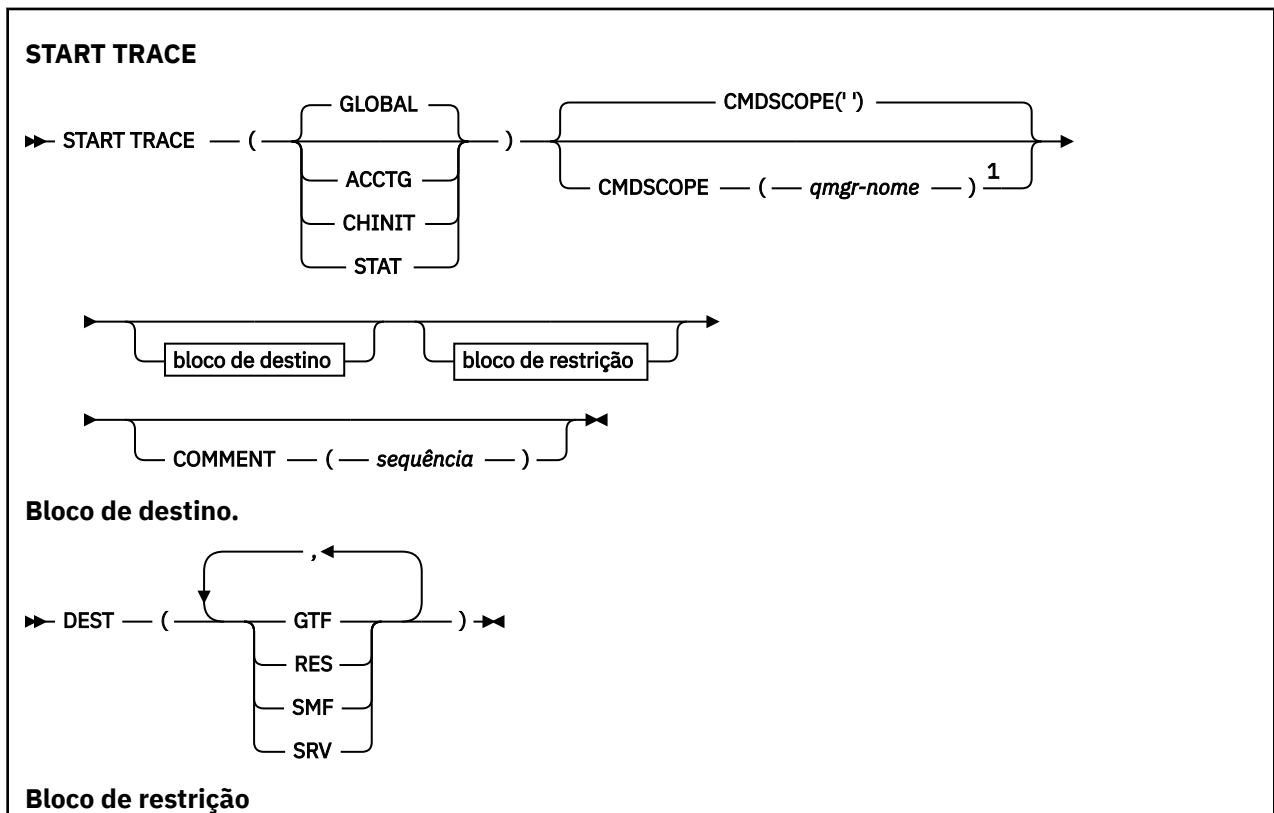 START TRACE
GLOBAL
CMDSCOPE(' ')
START TRACE ( )
ACCTG
CMDSCOPE ( qmgr-nome ) 1
CHINIT
STAT
bloco de destino bloco de restrição
COMMENT ( sequência )
Bloco de destino.
,
DEST ( GTF )
RES
SMF
SRV
Bloco de restrição